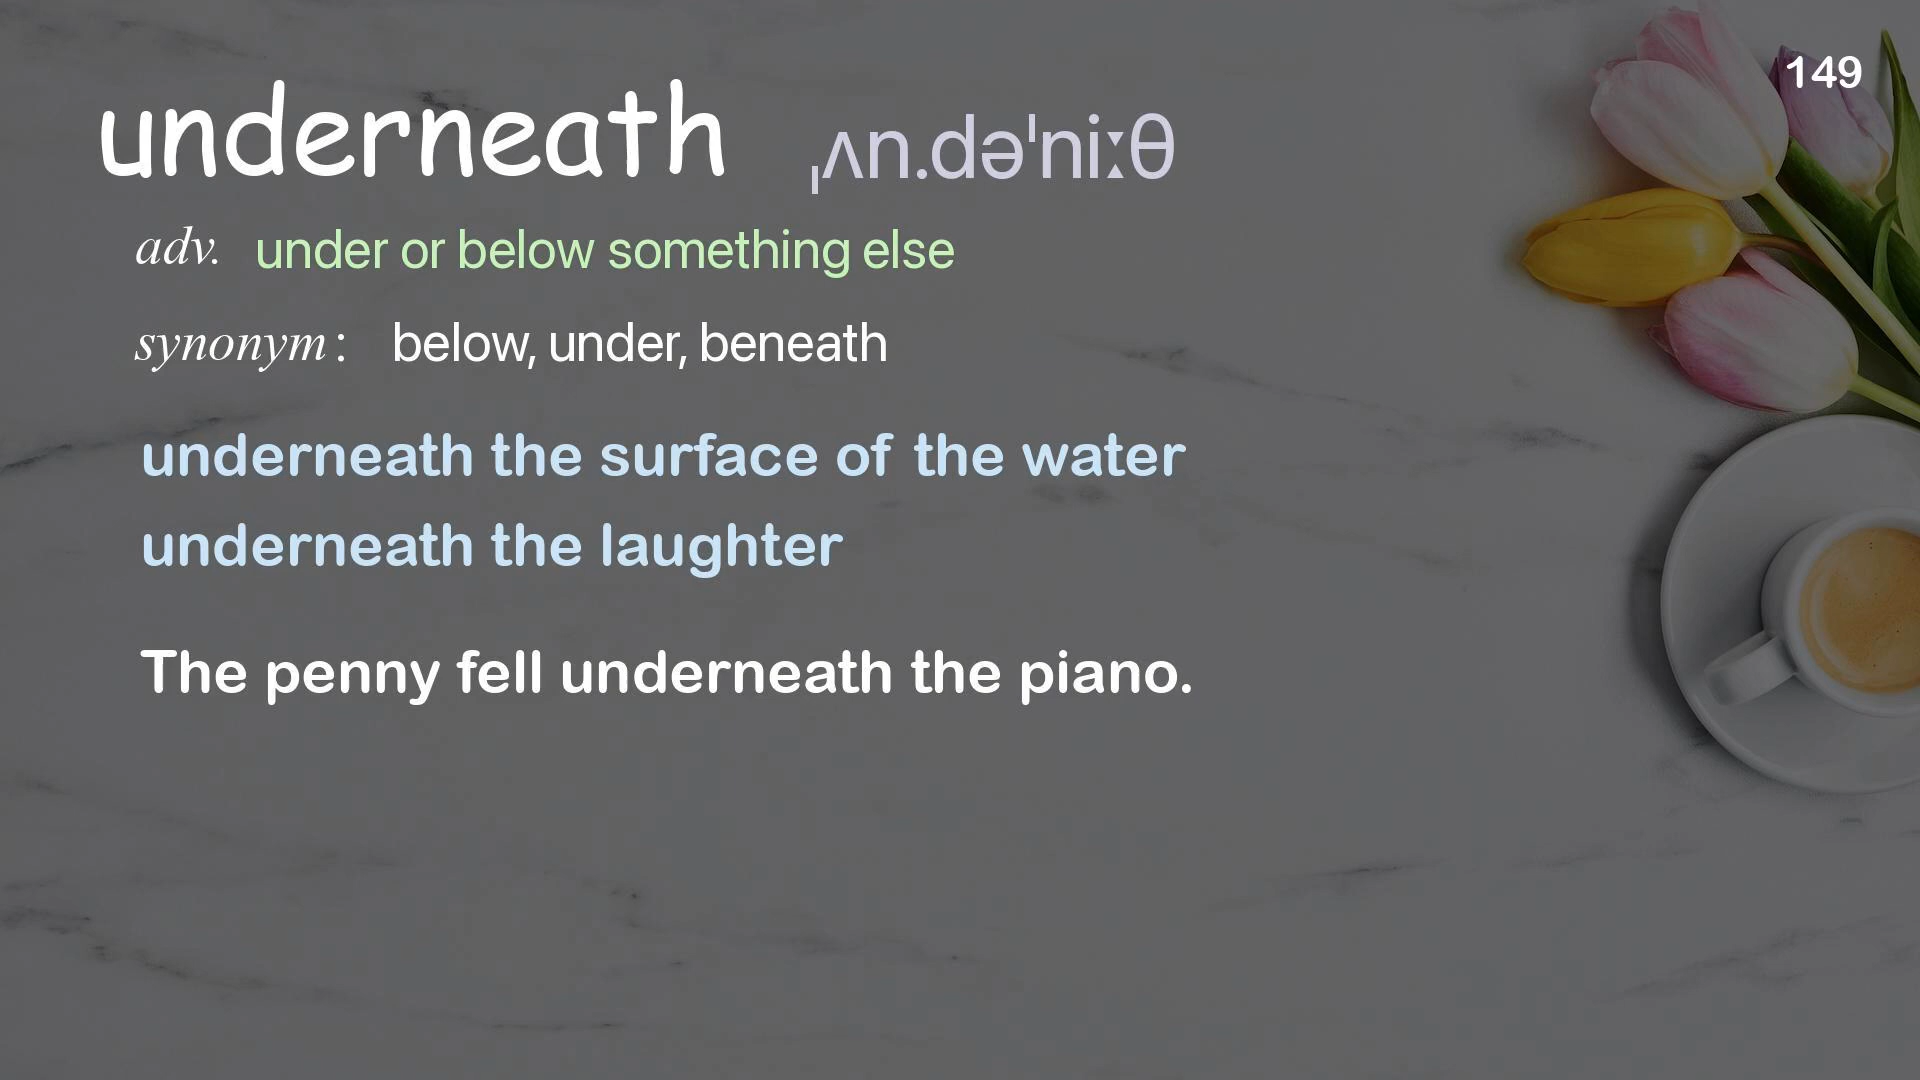 149
underneath ˌʌn.dəˈniːθ
adv. under or below something else
synonym: below, under, beneath
underneath the surface of the water
underneath the laughter
The penny fell underneath the piano.